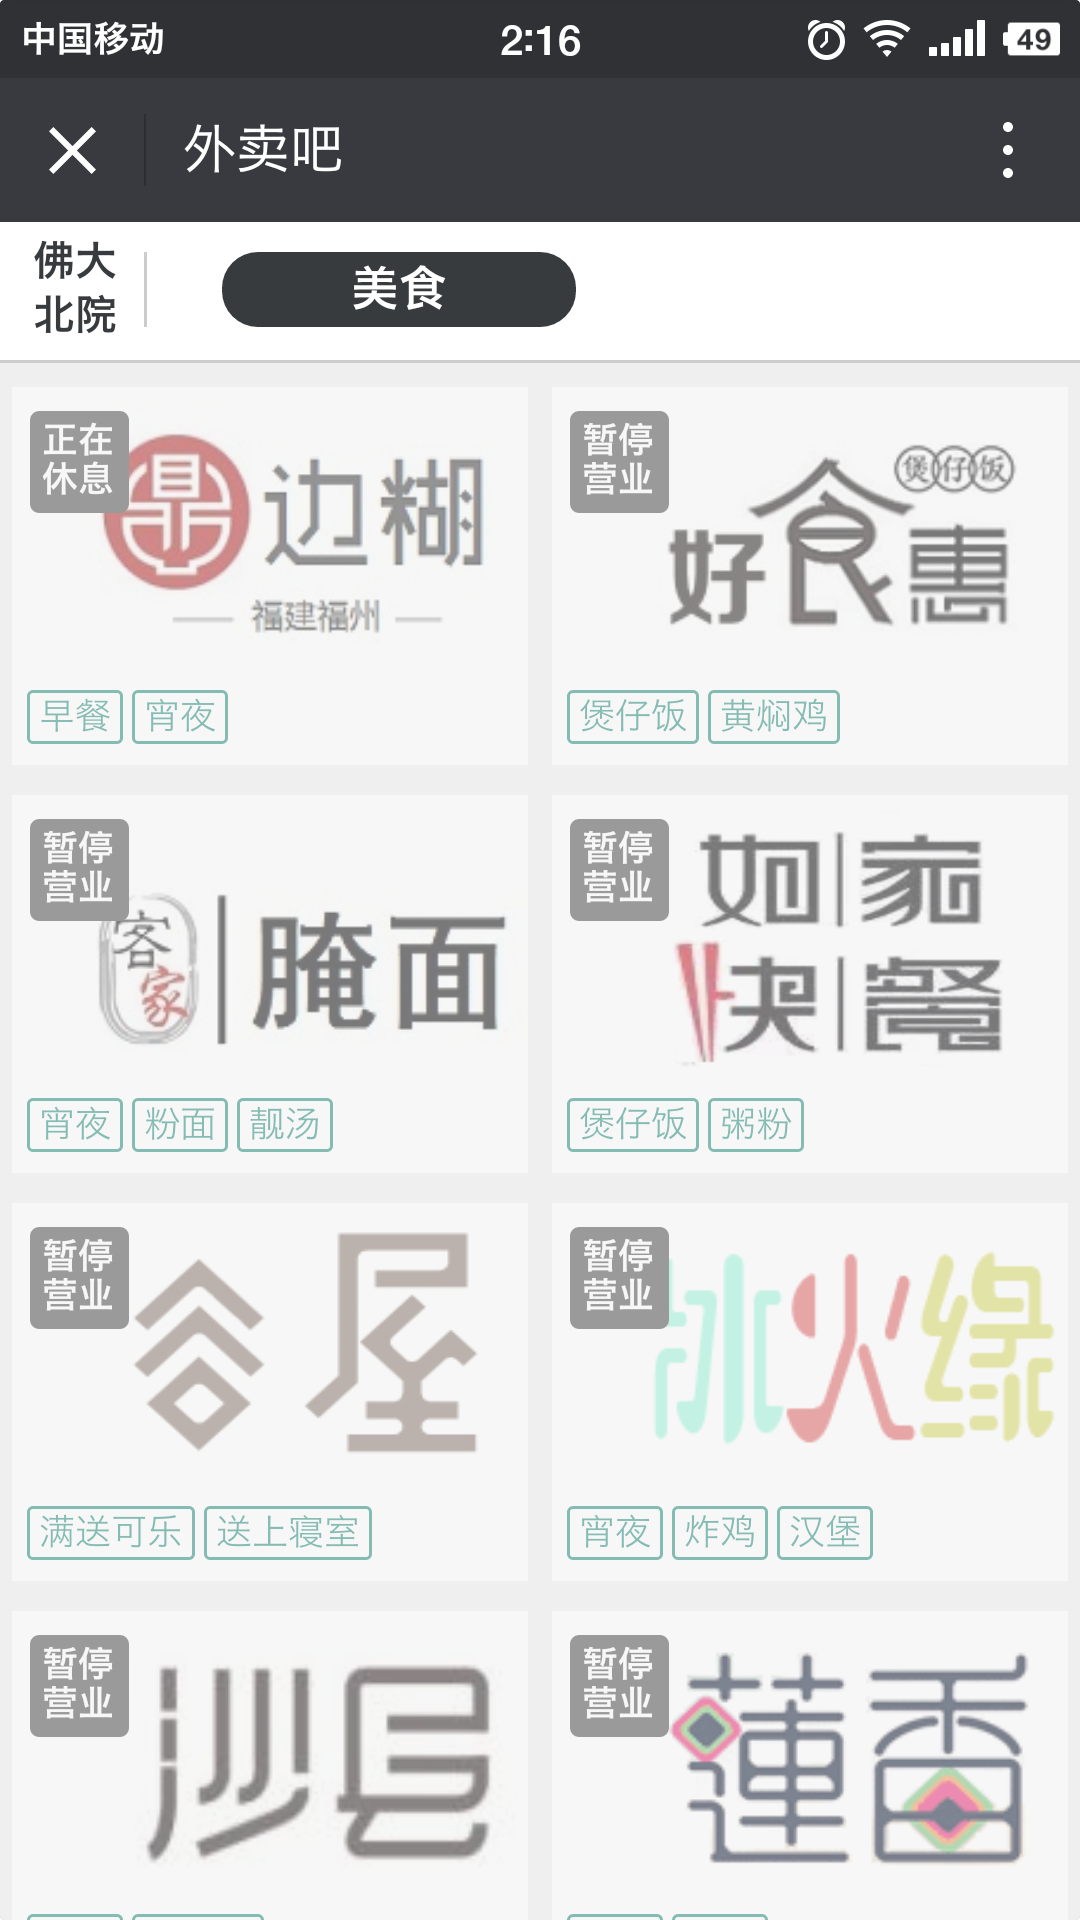 中国移动 2:16 49
外卖吧
佛大
北院
美食
正在
休息
早
边糊
福建福州
早餐 宵夜
暂停
营业
煲仔饭
好食惠
煲仔饭 黄焖鸡
暂停
营业
客家
腌面
宵夜 粉面 靓汤
暂停
营业
如家
快餐
煲仔饭 粥粉
暂停
营业
谷屋
满送可乐 送上寝室
暂停
营业
冰火缘
宵夜 炸鸡 汉堡
暂停
营业
暂停
营业
蓮香